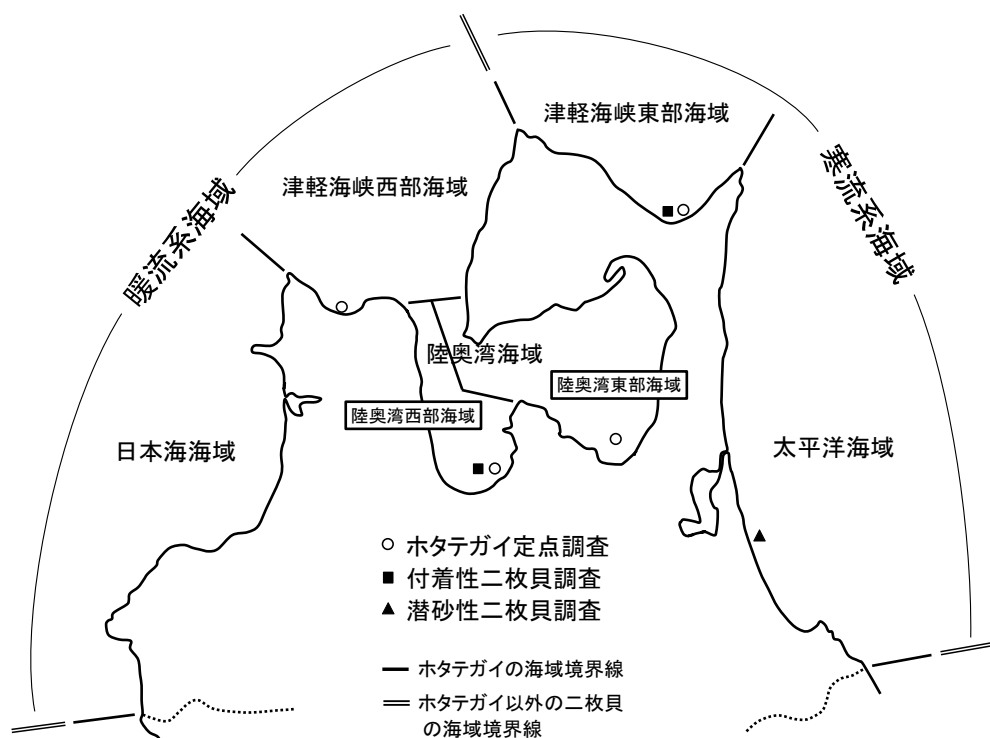 津軽海峡東部海域
津軽海峡西部海域
寒流系海域
暖流系海域
陸奥湾海域
陸奥湾東部海域
陸奥湾西部海域
日本海海域
太平洋海域
ホタテガイ定点調査
付着性二枚貝調査
潜砂性二枚貝調査
ホタテガイの海域境界線
ホタテガイ以外の二枚貝
の海域境界線